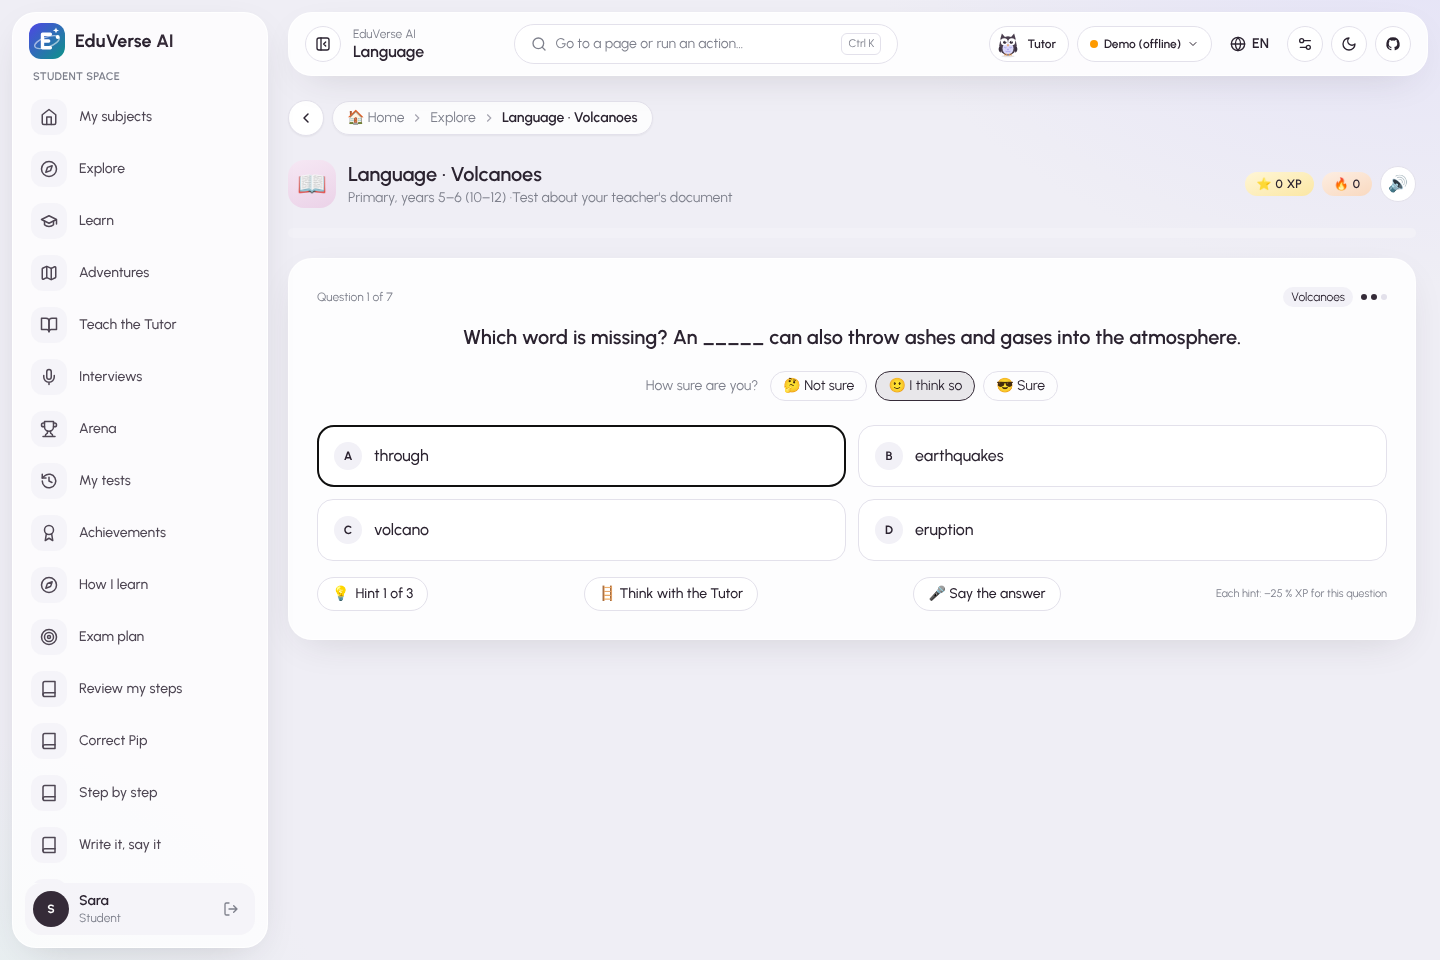 EduVerse AI
STUDENT SPACE
My subjects
Explore
Learn
Adventures
Teach the Tutor
Interviews
Arena
My tests
Achievements
How I learn
Exam plan
Review my steps
Correct Pip
Step by step
Write it, say it
S
Sara
Student
EduVerse AI
Language
Go to a page or run an action...
Ctrl K
Tutor
Demo (offline)
EN
Home
Explore
Language · Volcanoes
Language · Volcanoes
Primary, years 5–6 (10–12) ·Test about your teacher's document
0 XP
0
Question 1 of 7
Volcanoes
Which word is missing? An _____ can also throw ashes and gases into the atmosphere.
How sure are you?
Not sure
I think so
Sure
A through
B earthquakes
C volcano
D eruption
Hint 1 of 3
Think with the Tutor
Say the answer
Each hint: −25 % XP for this question